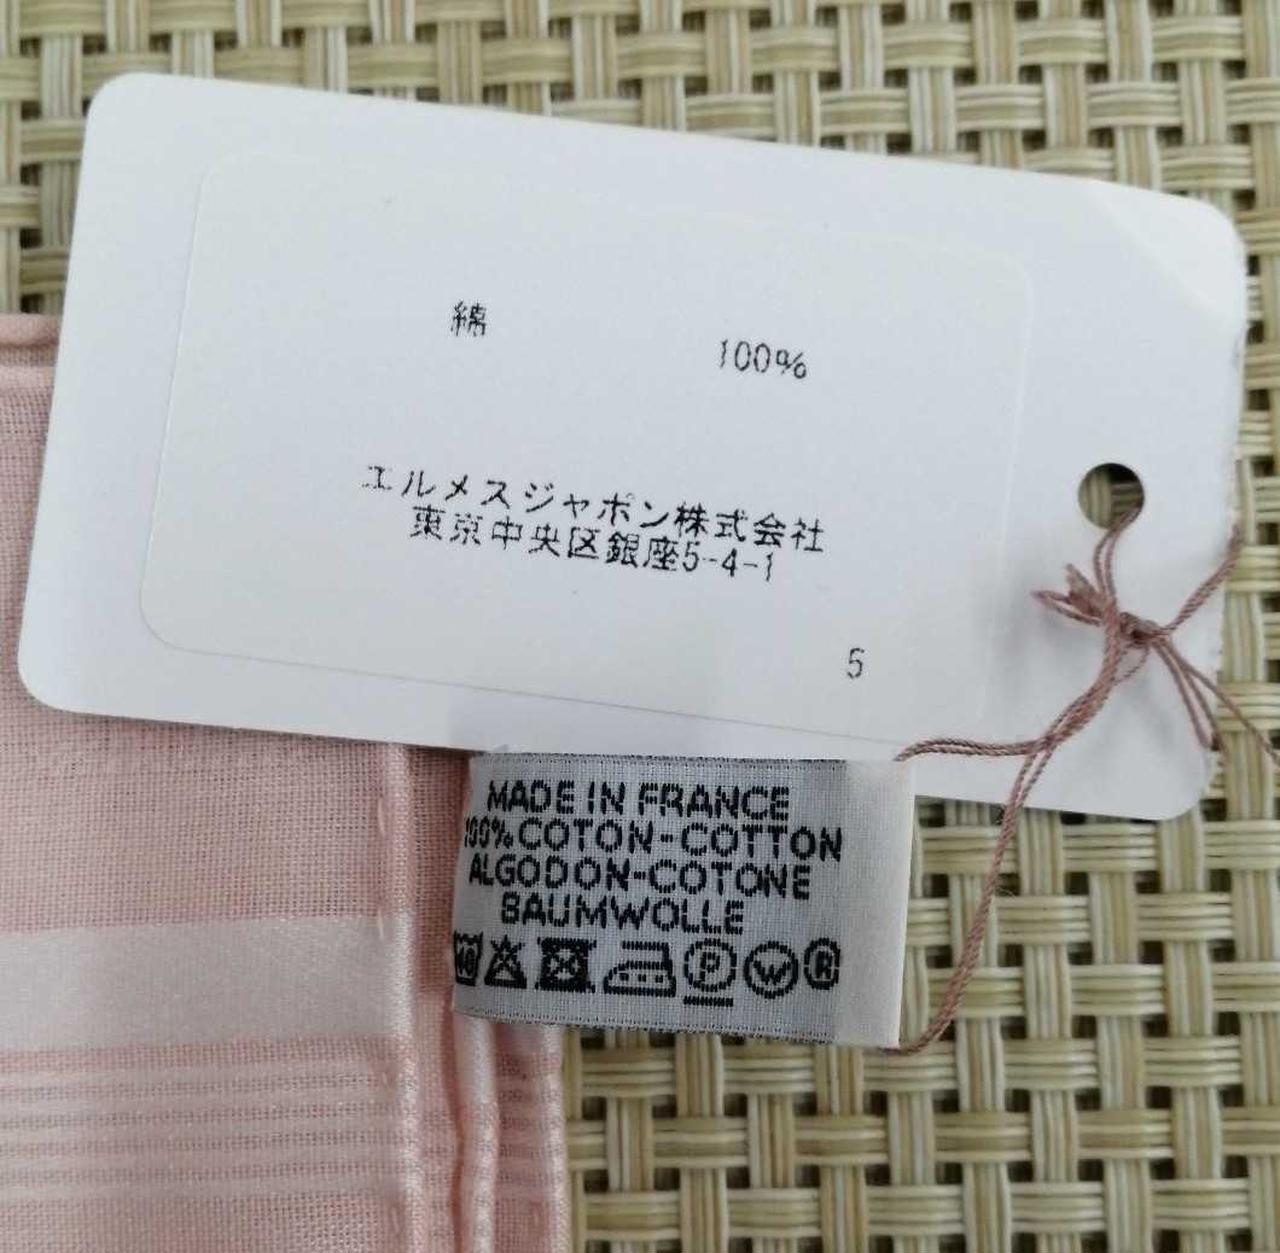 綿 100%
エルメスジャポン株式会社
東京中央区銀座5-4-1
5
MADE IN FRANCE
100% COTON-COTTON
ALGODON-COTONE
BAUMWOLLE
40 P W R